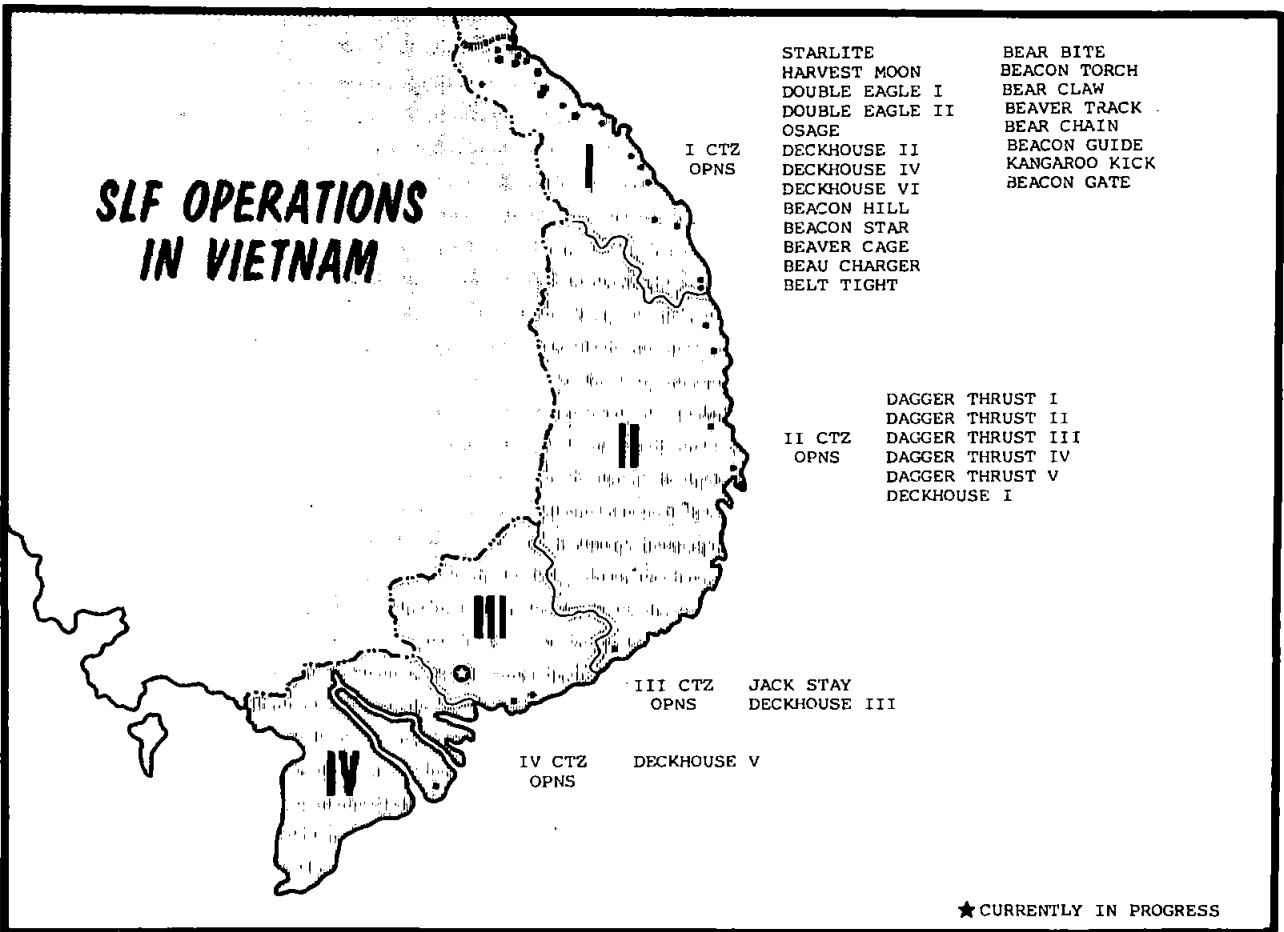 SLF OPERATIONS
IN VIETNAM
I
II
III
IV
I CTZ
OPNS
STARLITE
HARVEST MOON
DOUBLE EAGLE I
DOUBLE EAGLE II
OSAGE
DECKHOUSE II
DECKHOUSE IV
DECKHOUSE VI
BEACON HILL
BEACON STAR
BEAVER CAGE
BEAU CHARGER
BELT TIGHT
BEAR BITE
BEACON TORCH
BEAR CLAW
BEAVER TRACK
BEAR CHAIN
BEACON GUIDE
KANGAROO KICK
BEACON GATE
II CTZ
OPNS
DAGGER THRUST I
DAGGER THRUST II
DAGGER THRUST III
DAGGER THRUST IV
DAGGER THRUST V
DECKHOUSE I
III CTZ
OPNS
JACK STAY
DECKHOUSE III
IV CTZ
OPNS
DECKHOUSE V
★ CURRENTLY IN PROGRESS